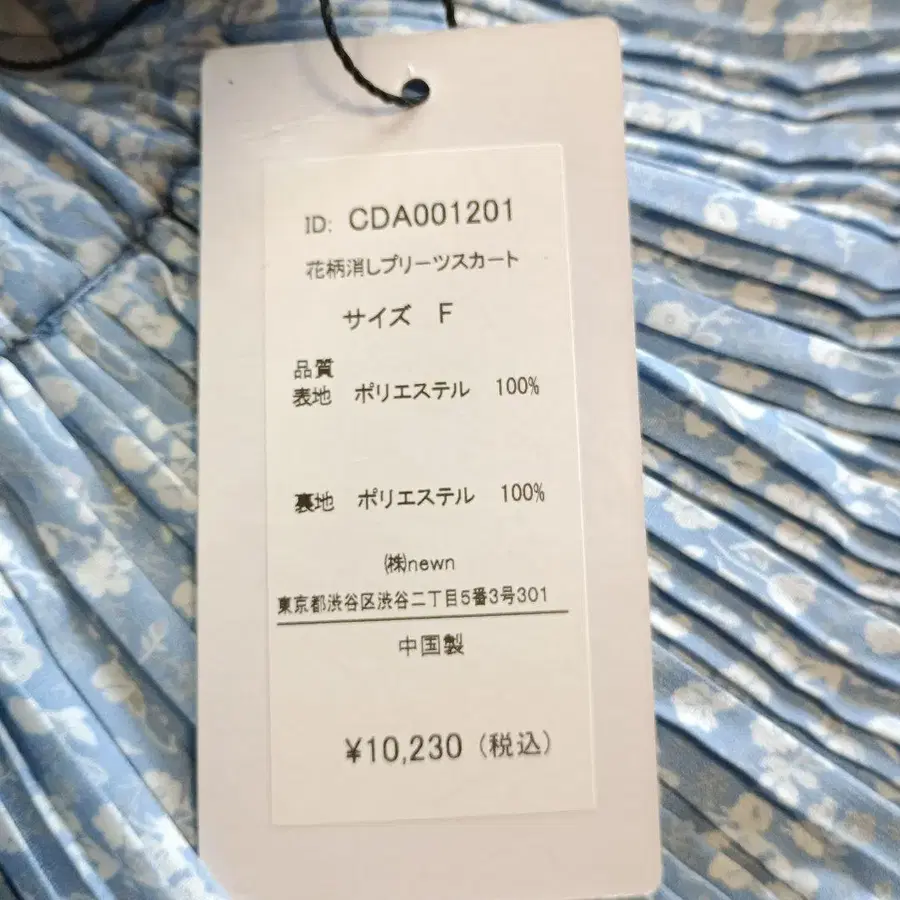 ID: CDA001201
花柄消しプリーツスカート
サイズ F
品質
表地 ポリエステル 100%
裏地 ポリエステル 100%
㈱newn
東京都渋谷区渋谷二丁目5番3号301
中国製
¥10,230 (税込)